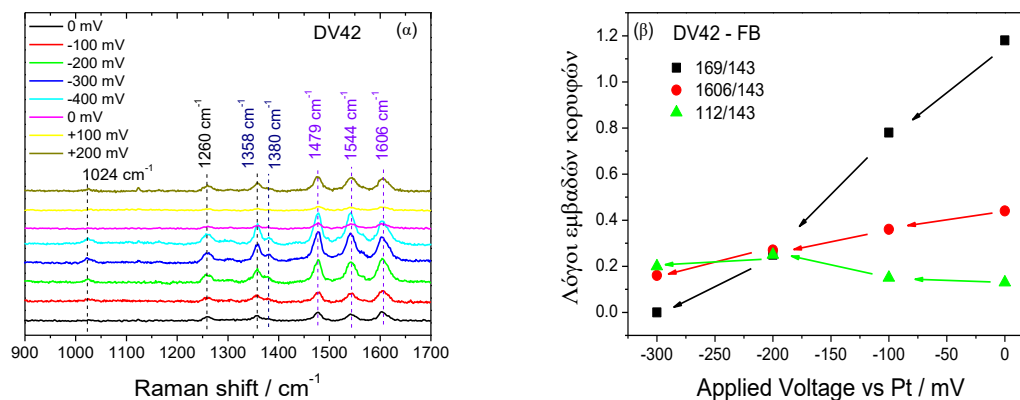 DV42
(α)
0 mV
-100 mV
-200 mV
-300 mV
-400 mV
0 mV
+100 mV
+200 mV
1024 cm-1
1260 cm-1
1358 cm-1
1380 cm-1
1479 cm-1
1544 cm-1
1606 cm-1
900 1000 1100 1200 1300 1400 1500 1600 1700
Raman shift / cm-1
(β)
DV42 - FB
169/143
1606/143
112/143
Λόγοι εμβαδών κορυφών
1.2
1.0
0.8
0.6
0.4
0.2
0.0
-300 -200 -100 0
Applied Voltage vs Pt / mV